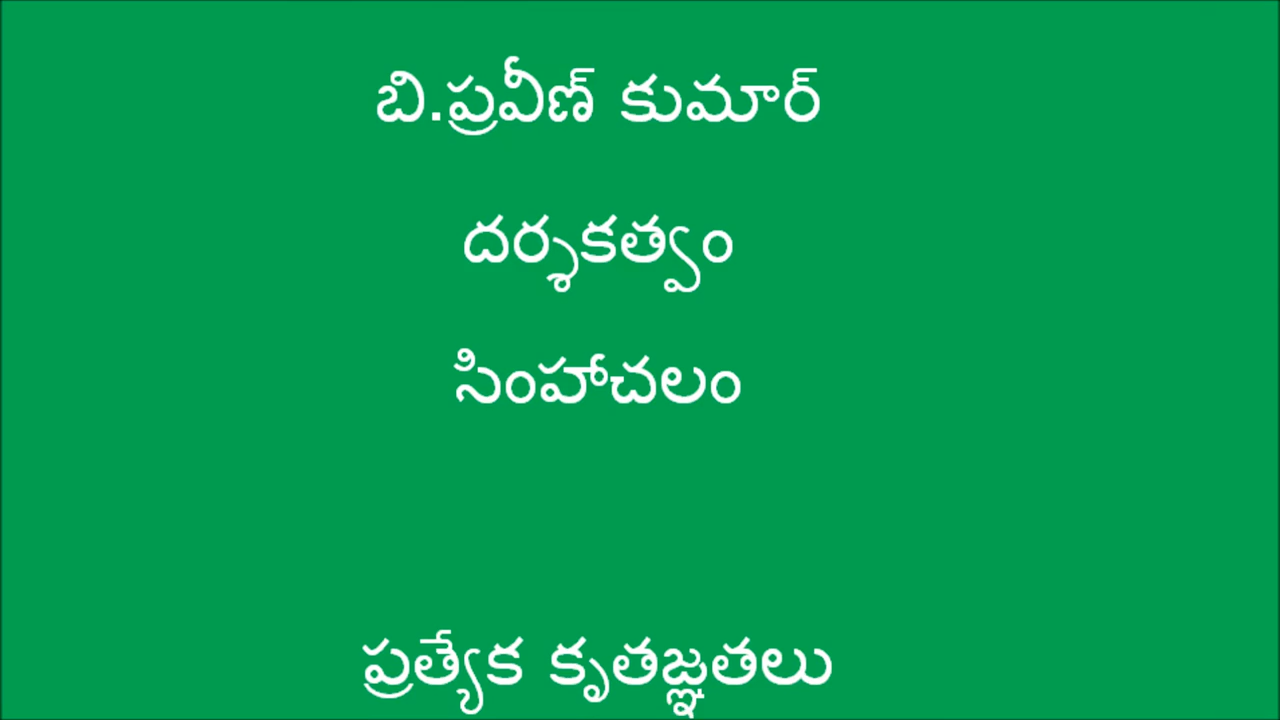 బి.ప్రవీణ్ కుమార్
దర్శకత్వం
సింహాచలం
ప్రత్యేక కృతజ్ఞతలు